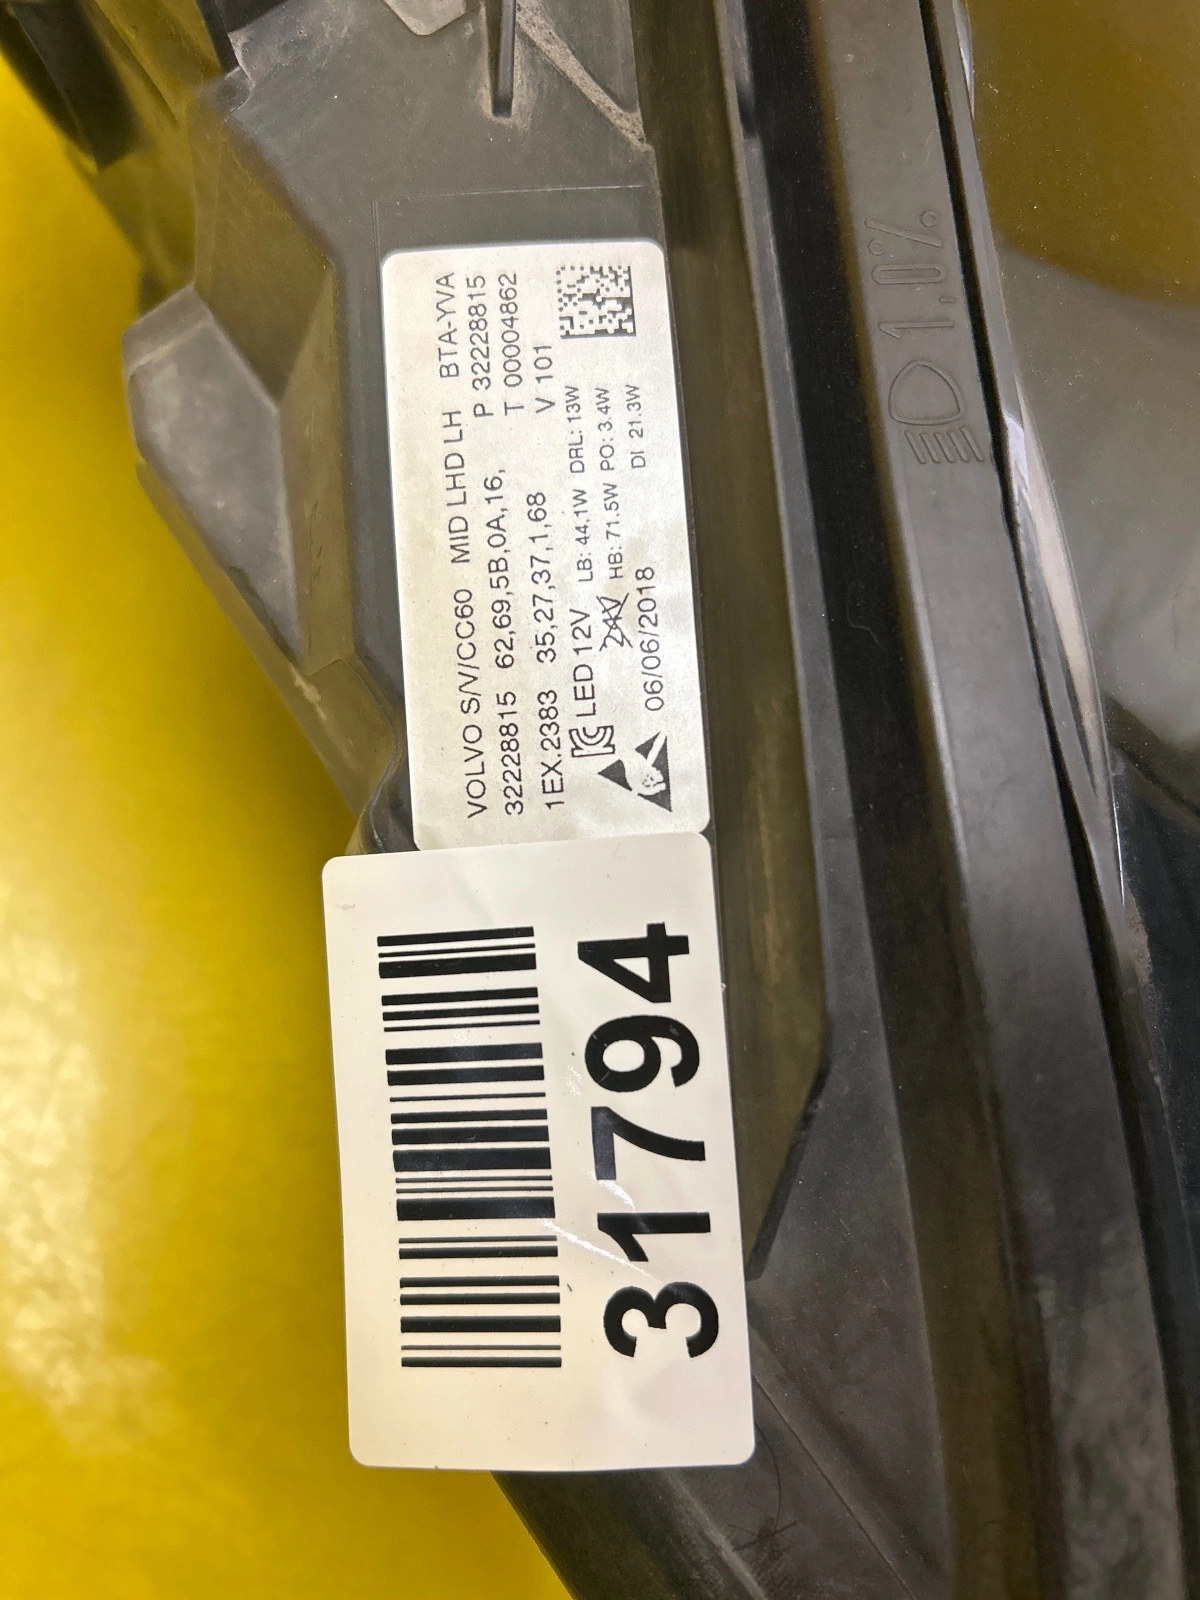 VOLVO S/V/CC60 MID LHD LH BTA-YVA
32228815 62,69,5B,0A,16, P 32228815
T 00004862
1EX.2383 35,27,37,1,68 V 101
LED 12V LB: 44.1W DRL: 13W
24V HB: 71.5W PO: 3.4W
06/06/2018 DI 21.3W
31794
1,0%